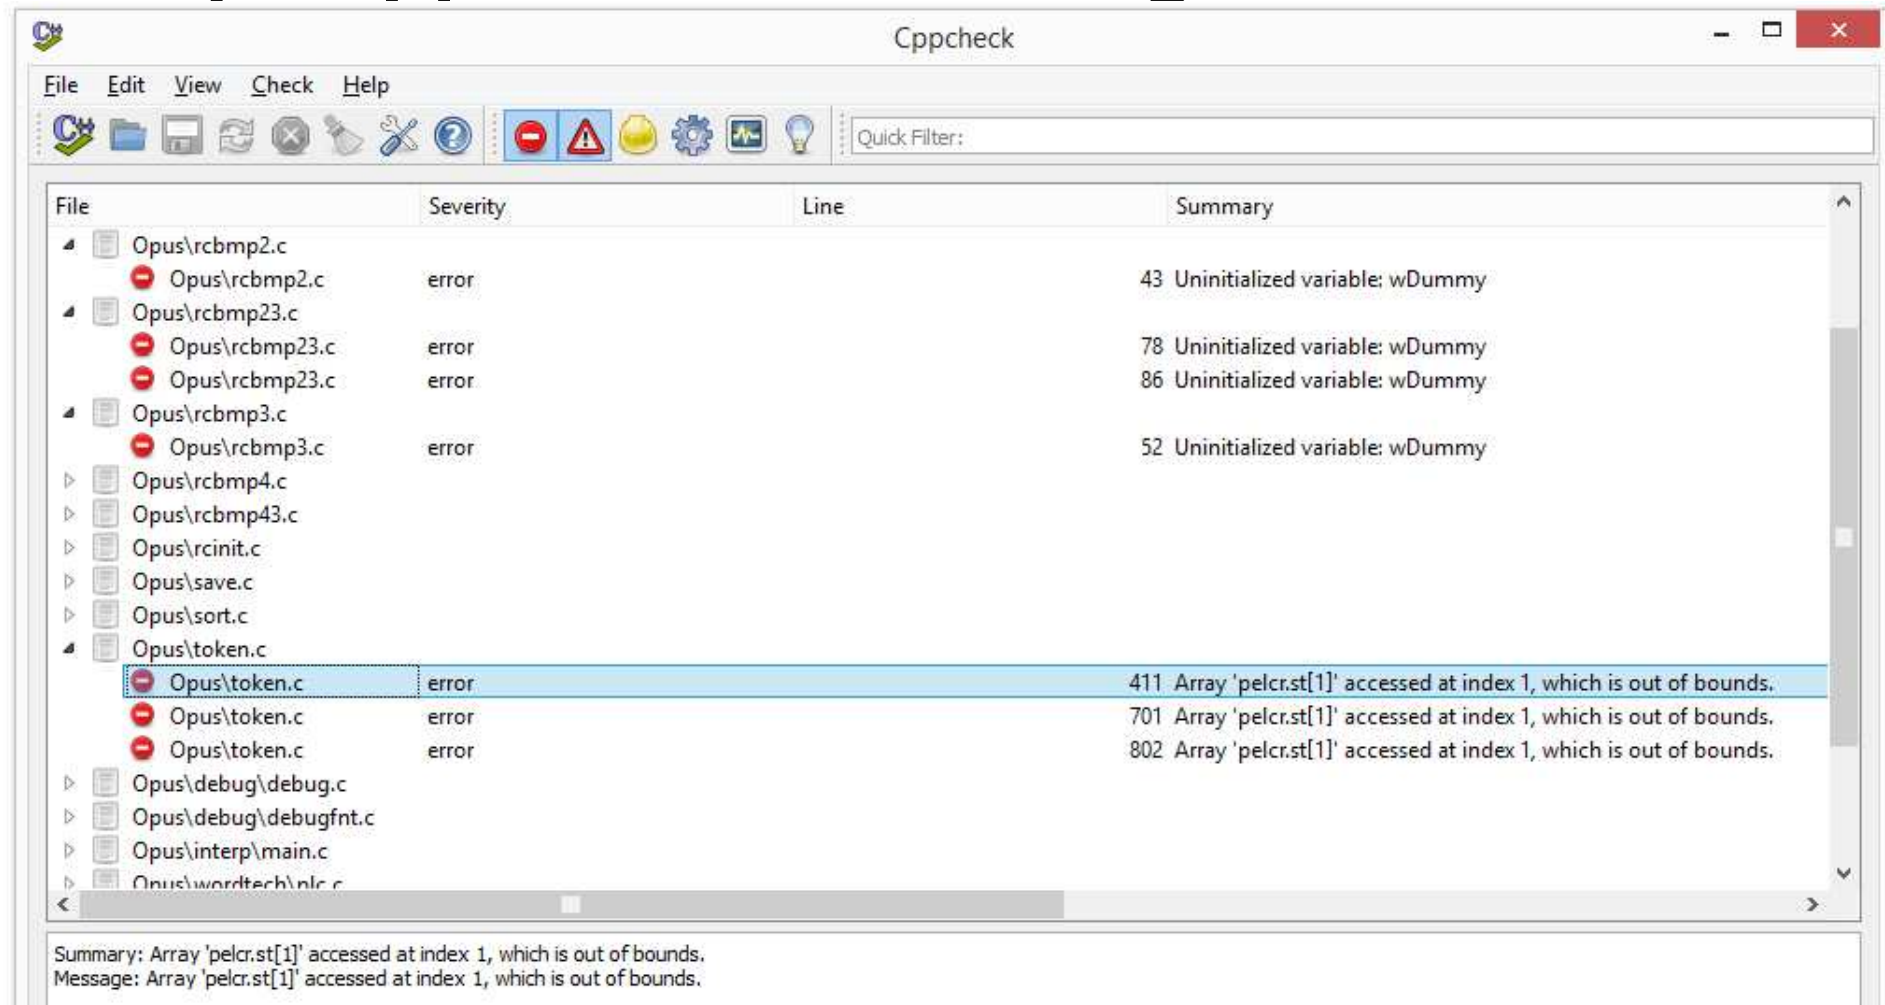 Cppcheck
File Edit View Check Help
Quick Filter:
File Severity Line Summary
Opus\rcbmp2.c
Opus\rcbmp2.c error 43 Uninitialized variable: wDummy
Opus\rcbmp23.c
Opus\rcbmp23.c error 78 Uninitialized variable: wDummy
Opus\rcbmp23.c error 86 Uninitialized variable: wDummy
Opus\rcbmp3.c
Opus\rcbmp3.c error 52 Uninitialized variable: wDummy
Opus\rcbmp4.c
Opus\rcbmp43.c
Opus\rcinit.c
Opus\save.c
Opus\sort.c
Opus\token.c
Opus\token.c error 411 Array 'pelcr.st[1]' accessed at index 1, which is out of bounds.
Opus\token.c error 701 Array 'pelcr.st[1]' accessed at index 1, which is out of bounds.
Opus\token.c error 802 Array 'pelcr.st[1]' accessed at index 1, which is out of bounds.
Opus\debug\debug.c
Opus\debug\debugfnt.c
Opus\interp\main.c
Opus\wordtech\nlc.c
Summary: Array 'pelcr.st[1]' accessed at index 1, which is out of bounds.
Message: Array 'pelcr.st[1]' accessed at index 1, which is out of bounds.